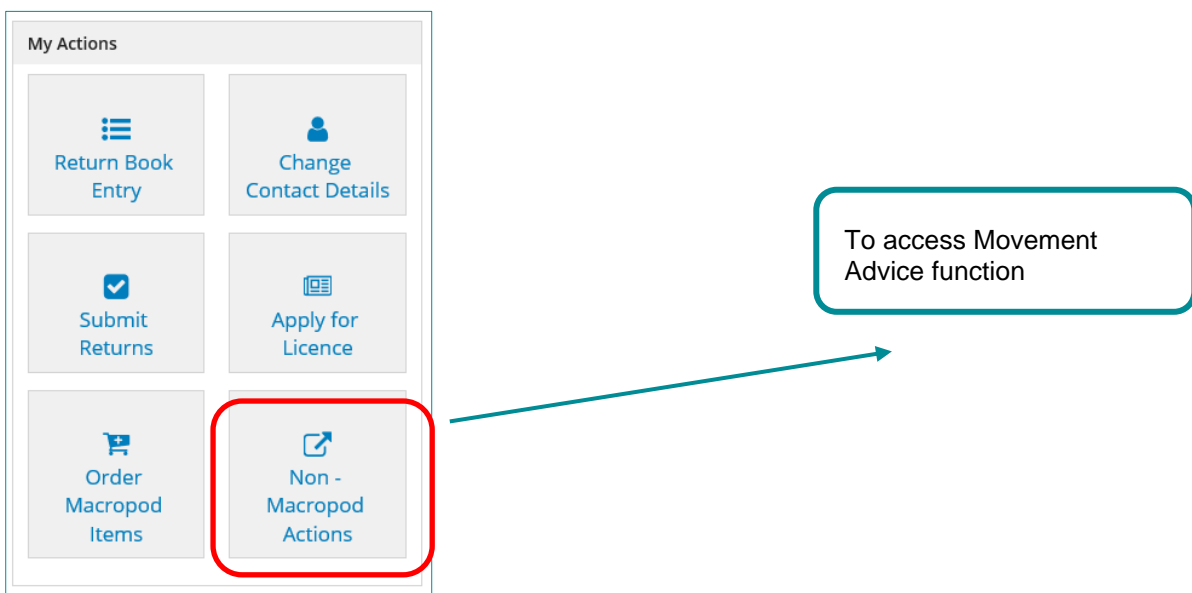 My Actions
Return Book
Entry
Change
Contact Details
Submit
Returns
Apply for
Licence
Order
Macropod
Items
Non -
Macropod
Actions
To access Movement
Advice function